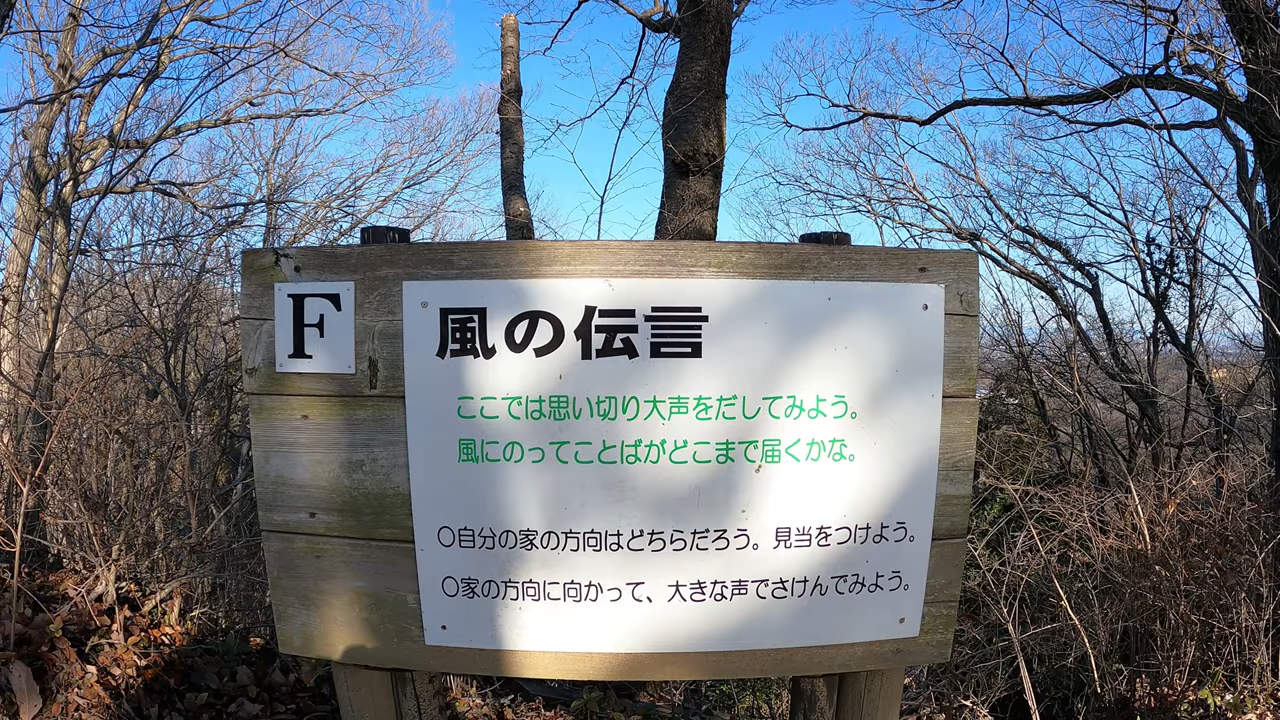 F
風の伝言
ここでは思い切り大声をだしてみよう。
風にのってことばがどこまで届くかな。
〇自分の家の方向はどちらだろう。見当をつけよう。
〇家の方向に向かって、大きな声でさけんでみよう。